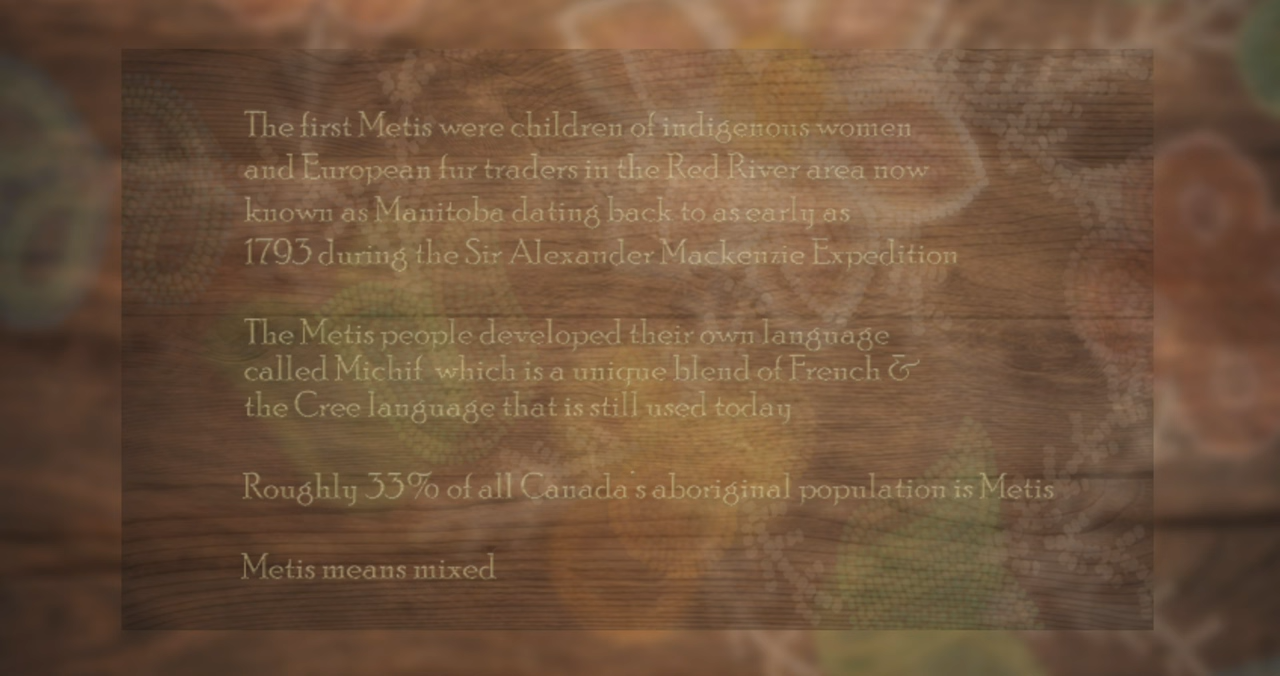 The first Metis were children of indigenous women
and European fur traders in the Red River area now
known as Manitoba dating back to as early as
1793 during the Sir Alexander Mackenzie Expedition
The Metis people developed their own language
called Michif which is a unique blend of French &
the Cree language that is still used today
Roughly 33% of all Canada's aboriginal population is Metis
Metis means mixed